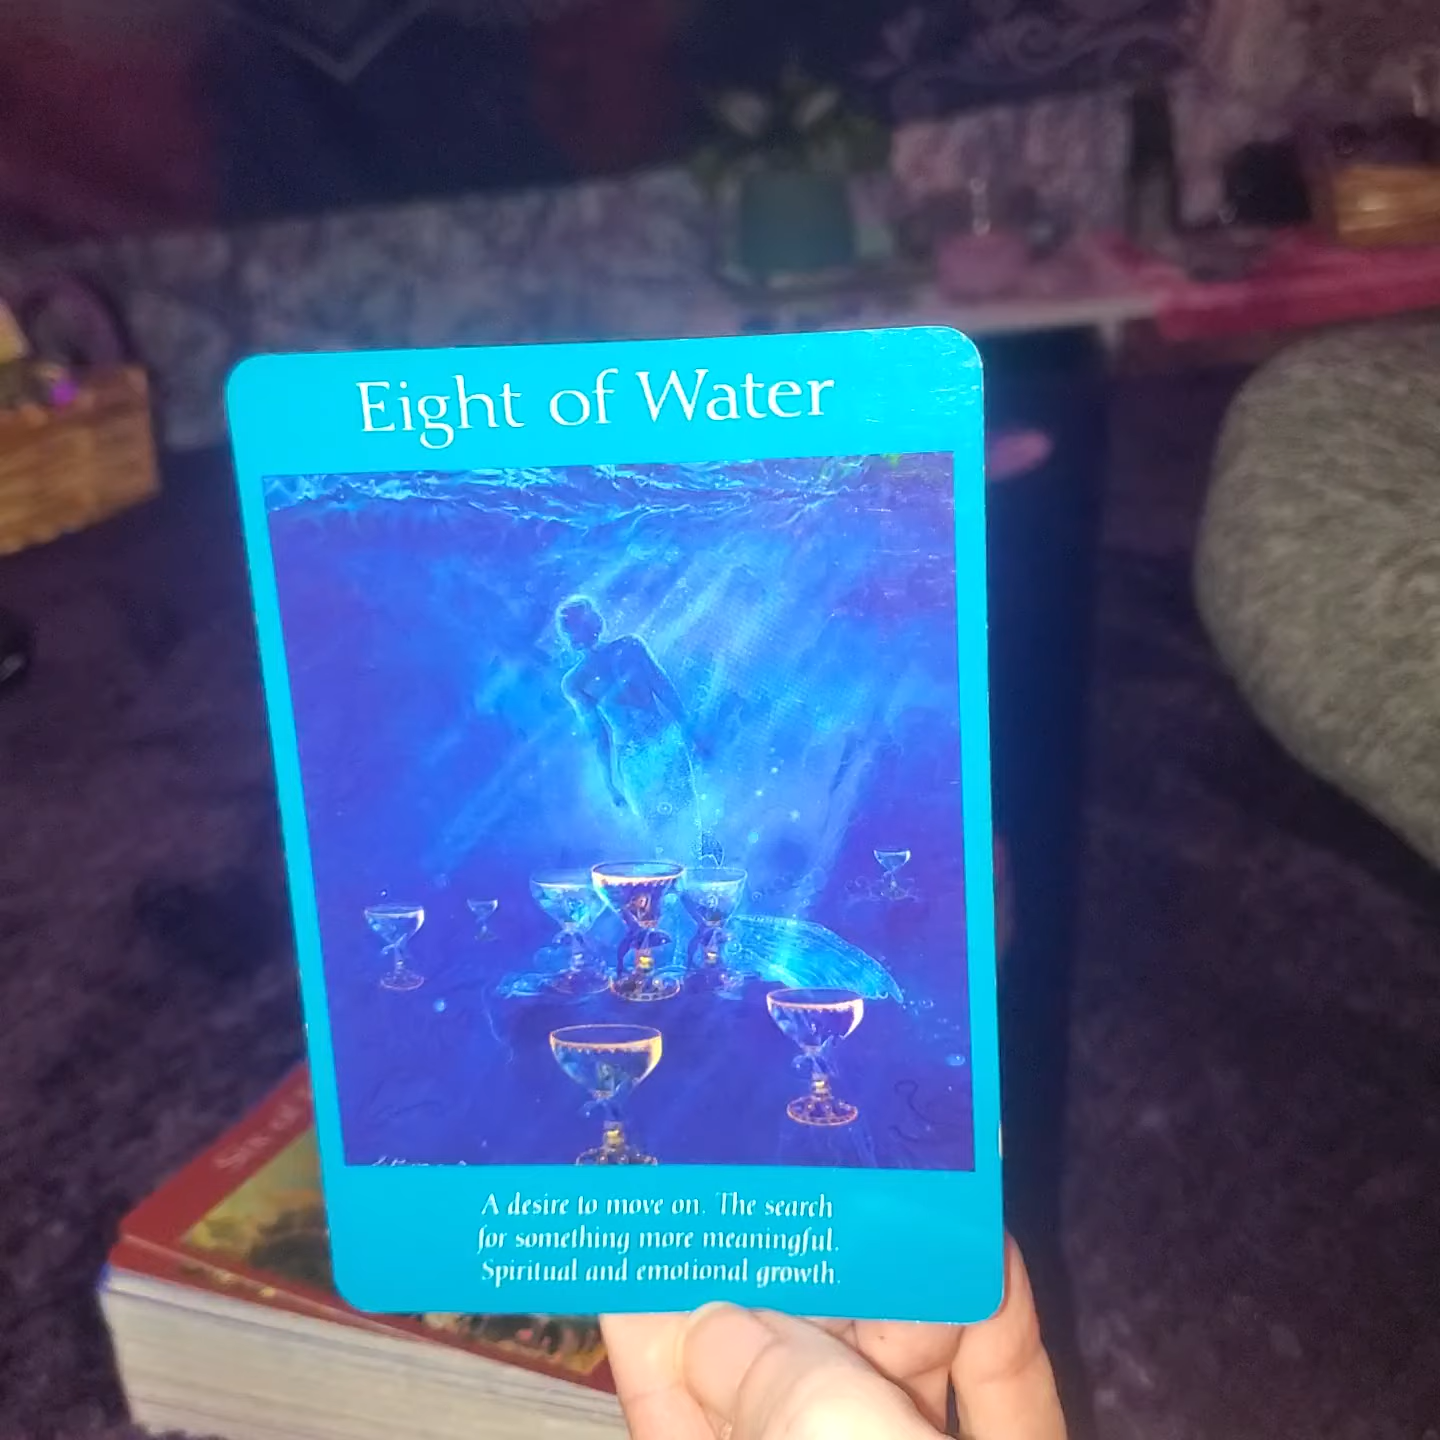 Eight of Water
A desire to move on. The search
for something more meaningful.
Spiritual and emotional growth.